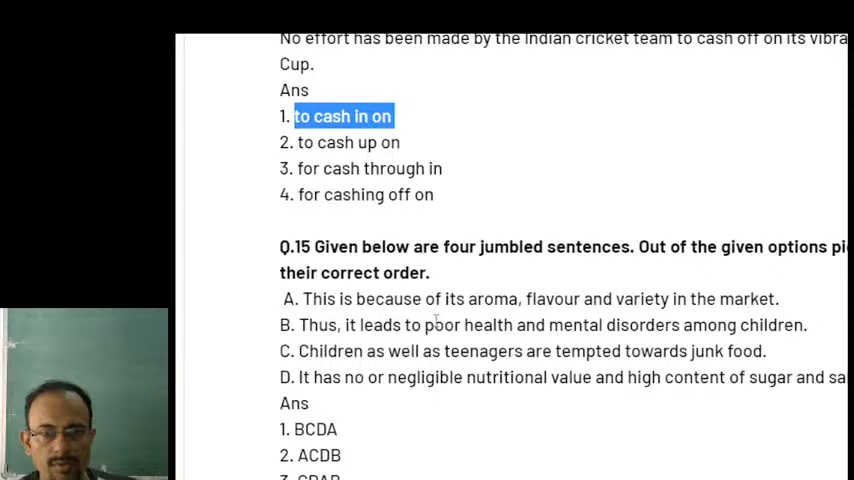 No effort has been made by the Indian cricket team to cash off on its vibra
Cup.
Ans
1. to cash in on
2. to cash up on
3. for cash through in
4. for cashing off on
Q.15 Given below are four jumbled sentences. Out of the given options pi
their correct order.
A. This is because of its aroma, flavour and variety in the market.
B. Thus, it leads to poor health and mental disorders among children.
C. Children as well as teenagers are tempted towards junk food.
D. It has no or negligible nutritional value and high content of sugar and sa
Ans
1. BCDA
2. ACDB